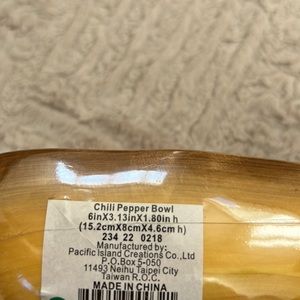 Chili Pepper Bowl
6inX3.13inX1.80in h
(15.2cmX8cmX4.6cm h)
234 22 0218
Manufactured by:
Pacific Island Creations Co.,Ltd
P.O.Box 5-050
11493 Neihu Taipei City
Taiwan R.O.C.
MADE IN CHINA